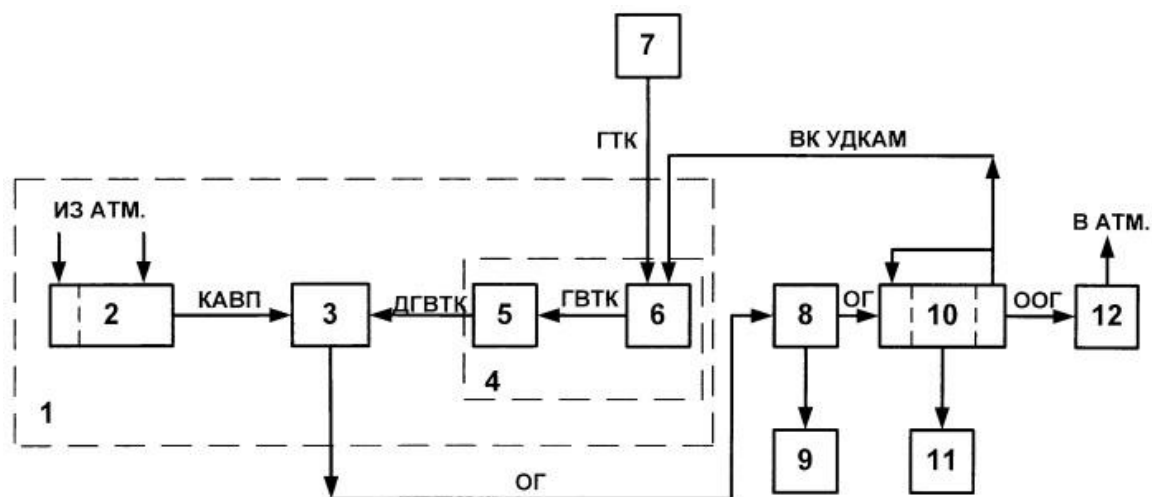 7
ГТК
ВК УДКАМ
ИЗ АТМ.
В АТМ.
2
КАВП
3
ДГВТК
5
ГВТК
6
8
ОГ
10
ООГ
12
4
1
9
11
ОГ